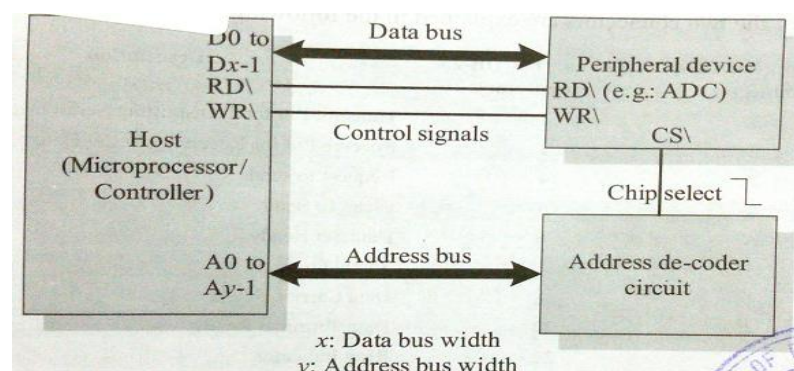 D0 to
Dx-1
RD\
WR\
Host
(Microprocessor/
Controller)
A0 to
Ay-1
Data bus
Control signals
Address bus
Peripheral device
RD\ (e.g.: ADC)
WR\
CS\
Chip select
Address de-coder
circuit
x: Data bus width
y: Address bus width
OF